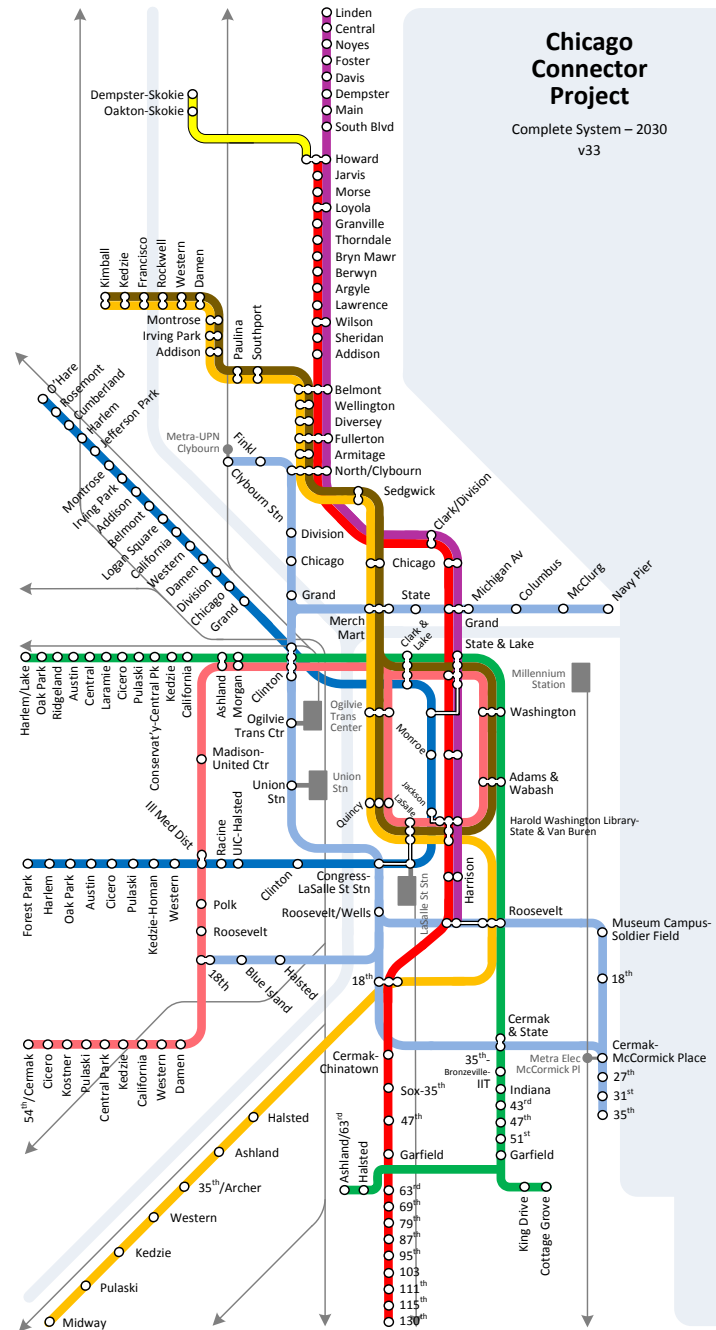 Chicago
Connector
Project
Complete System – 2030
v33
Linden
Central
Noyes
Foster
Davis
Dempster
Main
South Blvd
Dempster-Skokie
Oakton-Skokie
Howard
Jarvis
Morse
Loyola
Granville
Thorndale
Bryn Mawr
Berwyn
Argyle
Lawrence
Wilson
Sheridan
Addison
Kimball
Kedzie
Francisco
Rockwell
Western
Damen
Montrose
Irving Park
Addison
Paulina
Southport
Belmont
Wellington
Diversey
Fullerton
Armitage
North/Clybourn
Sedgwick
Clark/Division
O'Hare
Rosemont
Cumberland
Harlem
Jefferson Park
Montrose
Irving Park
Addison
Belmont
Logan Square
California
Western
Damen
Division
Chicago
Grand
Metra-UPN
Clybourn
Finkl
Clybourn Stn
Division
Chicago
Grand
Chicago
State
Michigan Av
Columbus
McClurg
Navy Pier
Merch
Mart
Grand
Clark &
Lake
State & Lake
Harlem/Lake
Oak Park
Ridgeland
Austin
Central
Laramie
Cicero
Pulaski
Conservat'y-Central Pk
Kedzie
California
Ashland
Morgan
Clinton
Millennium
Station
Ogilvie
Trans Ctr
Ogilvie
Trans
Center
Washington
Monroe
Madison-
United Ctr
Union
Stn
Union
Stn
Adams &
Wabash
Quincy
LaSalle
Jackson
Harold Washington Library-
State & Van Buren
Ill Med Dist
Racine
UIC-Halsted
Forest Park
Harlem
Oak Park
Austin
Cicero
Pulaski
Kedzie-Homan
Western
Clinton
Congress-
LaSalle St Stn
LaSalle St Stn
Harrison
Polk
Roosevelt
Roosevelt/Wells
Roosevelt
Museum Campus-
Soldier Field
18th
Blue Island
Halsted
18th
18th
54th/Cermak
Cicero
Kostner
Pulaski
Central Park
Kedzie
California
Western
Damen
Cermak
& State
Cermak-
McCormick Place
Metra Elec
McCormick Pl
27th
31st
35th
Cermak-
Chinatown
35th-
Bronzeville-
IIT
Sox-35th
Indiana
43rd
47th
51st
Garfield
47th
Garfield
Halsted
Ashland
35th/Archer
Western
Kedzie
Pulaski
Midway
Ashland/63rd
Halsted
King Drive
Cottage Grove
63rd
69th
79th
87th
95th
103
111th
115th
130th